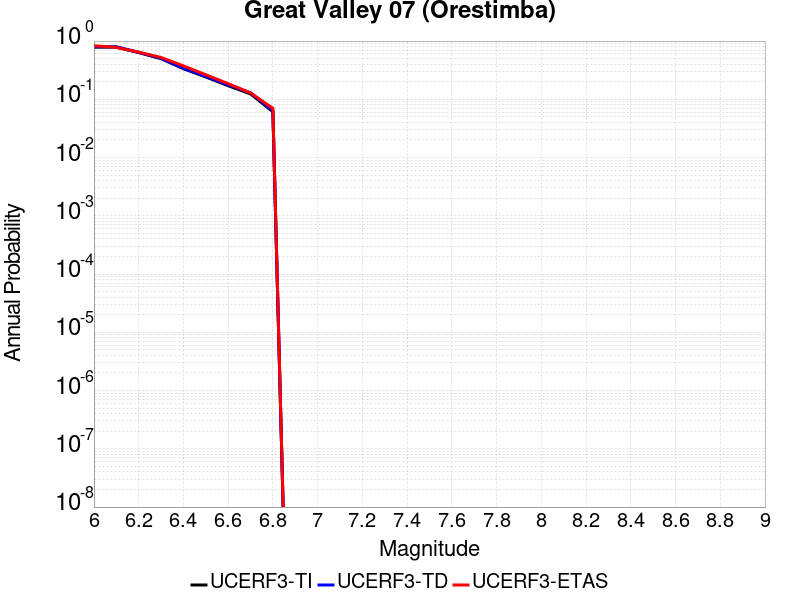 Great Valley 07 (Orestimba)
10^0
10^-1
10^-2
10^-3
10^-4
10^-5
10^-6
10^-7
10^-8
Annual Probability
6 6.2 6.4 6.6 6.8 7 7.2 7.4 7.6 7.8 8 8.2 8.4 8.6 8.8 9
Magnitude
UCERF3-TI UCERF3-TD UCERF3-ETAS